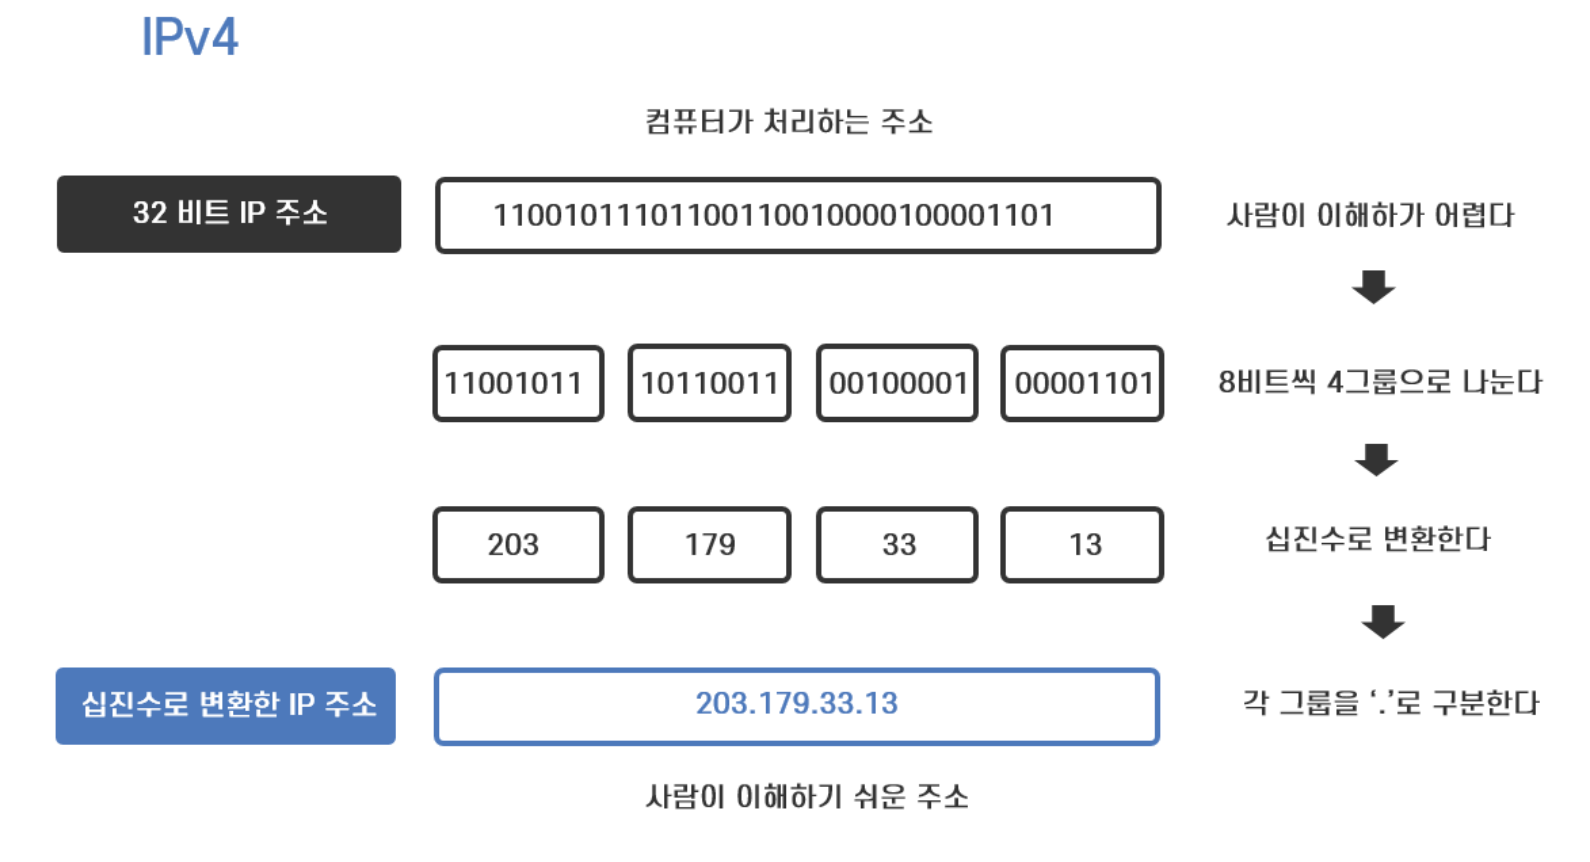 IPv4
컴퓨터가 처리하는 주소
32 비트 IP 주소
11001011101100110010000100001101
사람이 이해하가 어렵다
11001011 10110011 00100001 00001101
8비트씩 4그룹으로 나눈다
203 179 33 13
십진수로 변환한다
십진수로 변환한 IP 주소
203.179.33.13
각 그룹을 ‘.’로 구분한다
사람이 이해하기 쉬운 주소